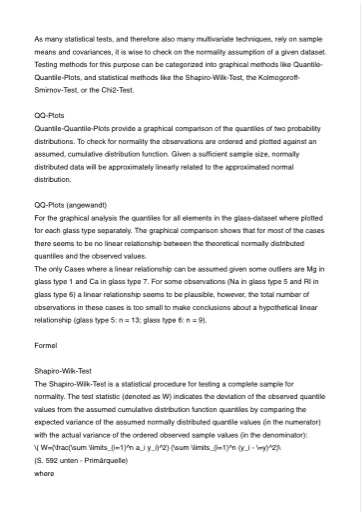 As many statistical tests, and therefore also many multivariate techniques, rely on sample
means and covariances, it is wise to check on the normality assumption of a given dataset.
Testing methods for this purpose can be categorized into graphical methods like Quantile-
Quantile-Plots, and statistical methods like the Shapiro-Wilk-Test, the Kolmogoroff-
Smirnov-Test, or the Chi2-Test.
QQ-Plots
Quantile-Quantile-Plots provide a graphical comparison of the quantiles of two probability
distributions. To check for normality the observations are ordered and plotted against an
assumed, cumulative distribution function. Given a sufficient sample size, normally
distributed data will be approximately linearly related to the approximated normal
distribution.
QQ-Plots (angewandt)
For the graphical analysis the quantiles for all elements in the glass-dataset where plotted
for each glass type separately. The graphical comparison shows that for most of the cases
there seems to be no linear relationship between the theoretical normally distributed
quantiles and the observed values.
The only Cases where a linear relationship can be assumed given some outliers are Mg in
glass type 1 and Ca in glass type 7. For some observations (Na in glass type 5 and RI in
glass type 6) a linear relationship seems to be plausible, however, the total number of
observations in these cases is too small to make conclusions about a hypothetical linear
relationship (glass type 5: n = 13; glass type 6: n = 9).
Formel
Shapiro-Wilk-Test
The Shapiro-Wilk-Test is a statistical procedure for testing a complete sample for
normality. The test statistic (denoted as W) indicates the deviation of the observed quantile
values from the assumed cumulative distribution function quantiles by comparing the
expected variance of the assumed normally distributed quantile values (in the numerator)
with the actual variance of the ordered observed sample values (in the denominator):
\( W={\frac{\sum \limits_{i=1}^n a_i y_i)^2} {\sum \limits_{i=1}^n (y_i - \=y)^2}\
(S. 592 unten - Primärquelle)
where